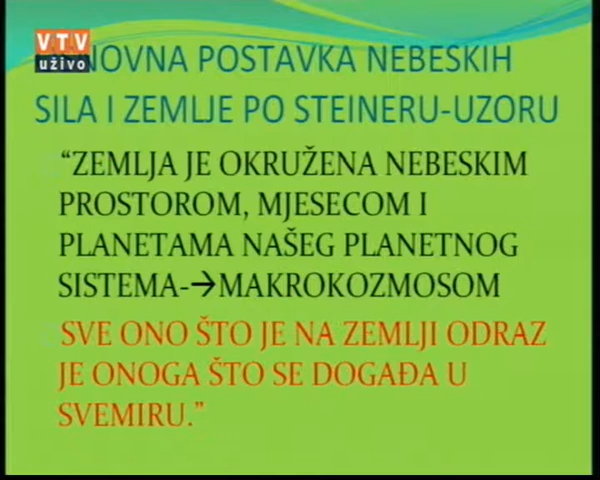 VTV
uživo
NOVNA POSTAVKA NEBESKIH
SILA I ZEMLJE PO STEINERU-UZORU
“ZEMLJA JE OKRUŽENA NEBESKIM
PROSTOROM, MJESECOM I
PLANETAMA NAŠEG PLANETNOG
SISTEMA-→MAKROKOZMOSOM
SVE ONO ŠTO JE NA ZEMLJI ODRAZ
JE ONOGA ŠTO SE DOGAĐA U
SVEMIRU.”